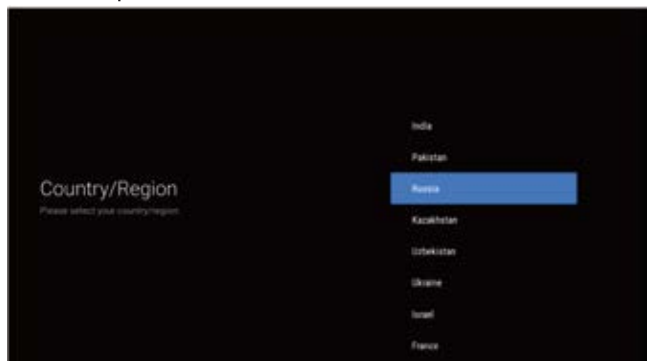 Country/Region
Please select your country/region
India
Pakistan
Russia
Kazakhstan
Uzbekistan
Ukraine
Israel
France